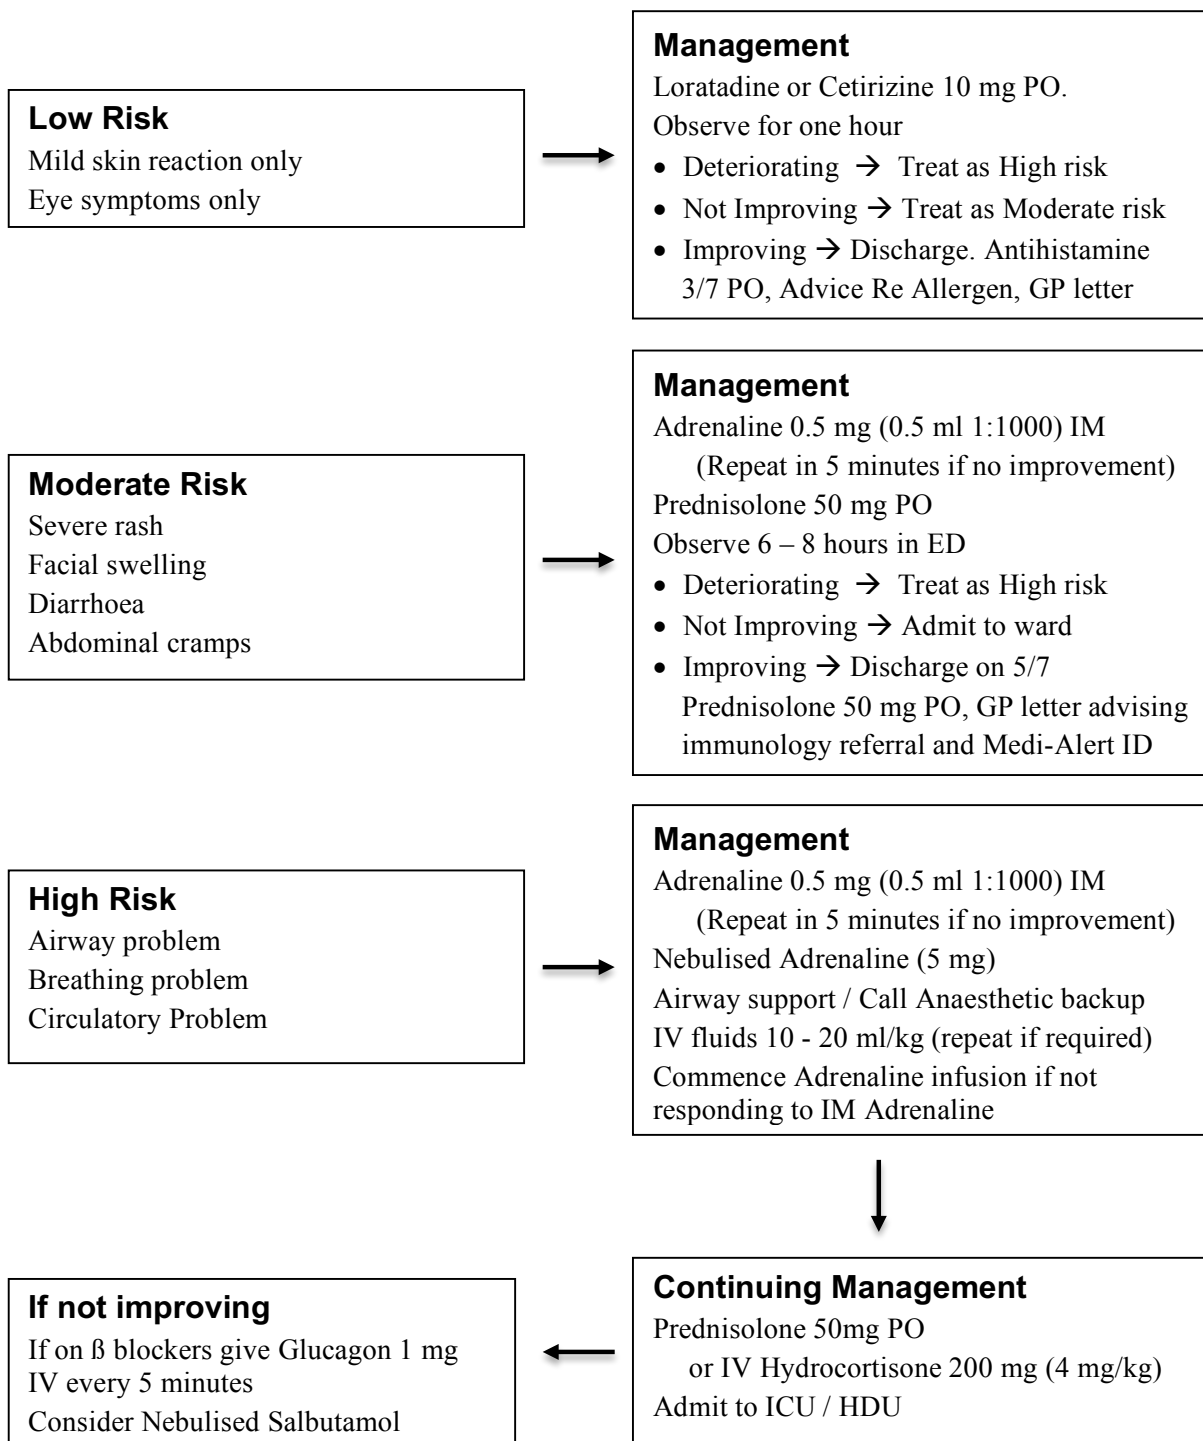 Low Risk
Mild skin reaction only
Eye symptoms only
Management
Loratadine or Cetirizine 10 mg PO.
Observe for one hour
• Deteriorating → Treat as High risk
• Not Improving → Treat as Moderate risk
• Improving → Discharge. Antihistamine
3/7 PO, Advice Re Allergen, GP letter
Moderate Risk
Severe rash
Facial swelling
Diarrhoea
Abdominal cramps
Management
Adrenaline 0.5 mg (0.5 ml 1:1000) IM
(Repeat in 5 minutes if no improvement)
Prednisolone 50 mg PO
Observe 6 – 8 hours in ED
• Deteriorating → Treat as High risk
• Not Improving → Admit to ward
• Improving → Discharge on 5/7
Prednisolone 50 mg PO, GP letter advising
immunology referral and Medi-Alert ID
High Risk
Airway problem
Breathing problem
Circulatory Problem
Management
Adrenaline 0.5 mg (0.5 ml 1:1000) IM
(Repeat in 5 minutes if no improvement)
Nebulised Adrenaline (5 mg)
Airway support / Call Anaesthetic backup
IV fluids 10 - 20 ml/kg (repeat if required)
Commence Adrenaline infusion if not
responding to IM Adrenaline
Continuing Management
Prednisolone 50mg PO
or IV Hydrocortisone 200 mg (4 mg/kg)
Admit to ICU / HDU
If not improving
If on ß blockers give Glucagon 1 mg
IV every 5 minutes
Consider Nebulised Salbutamol